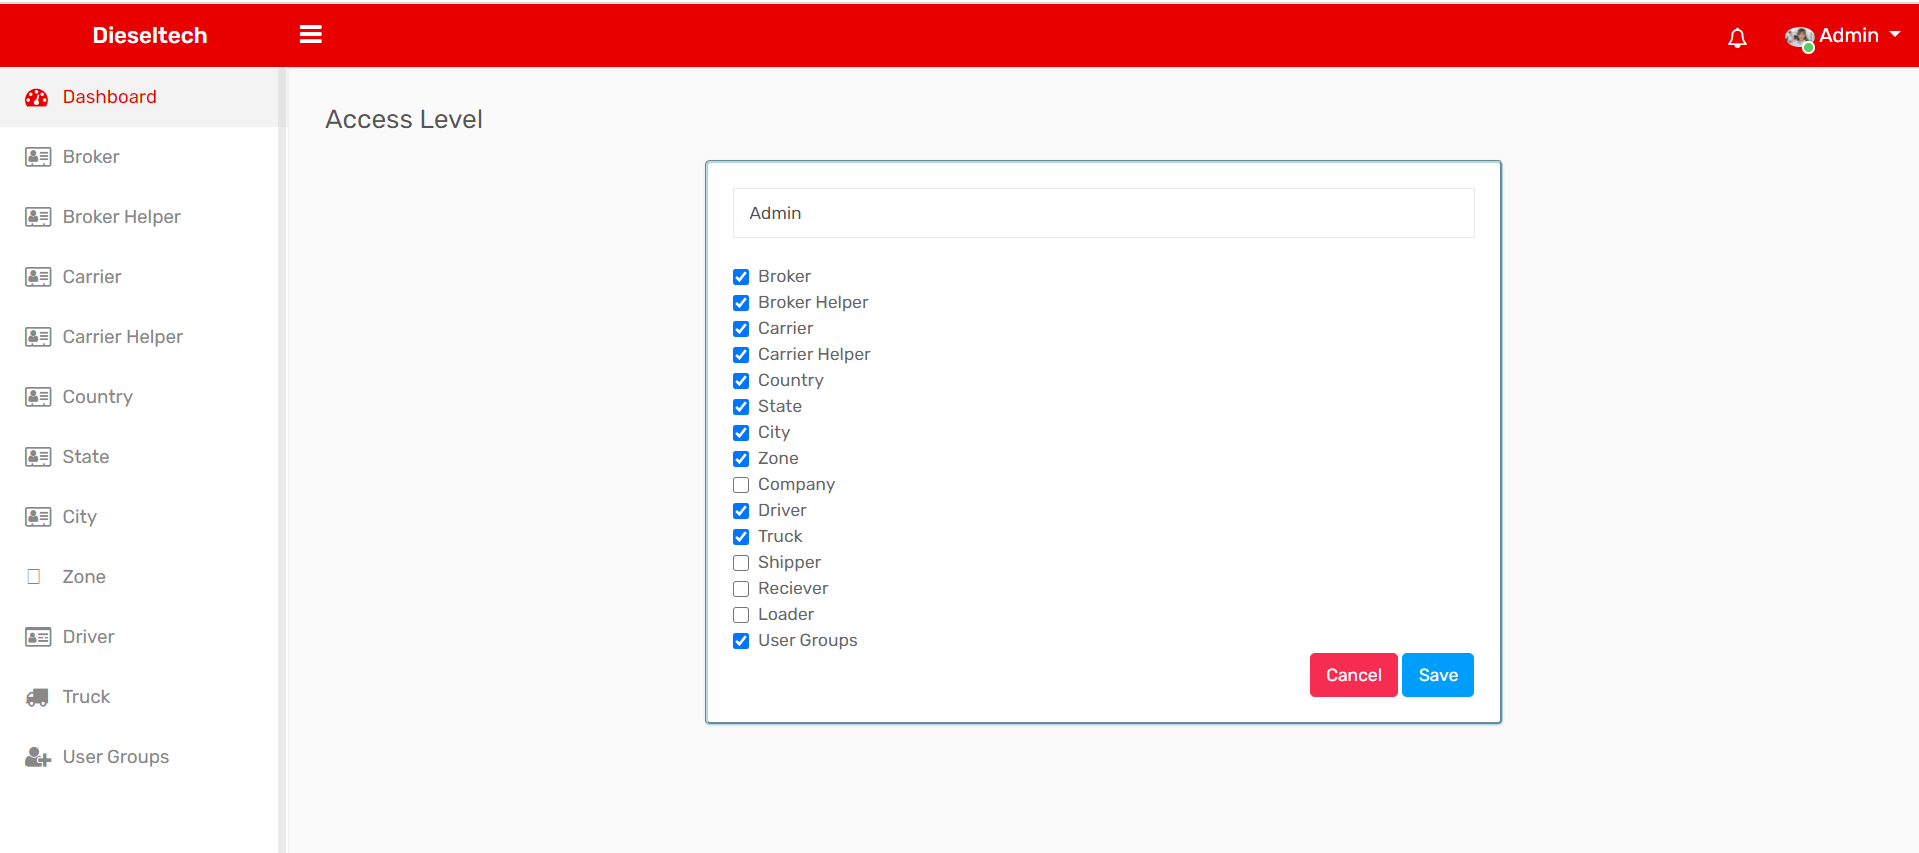 Dieseltech
Admin
Dashboard
Broker
Broker Helper
Carrier
Carrier Helper
Country
State
City
Zone
Driver
Truck
User Groups
Access Level
Admin
Broker
Broker Helper
Carrier
Carrier Helper
Country
State
City
Zone
Company
Driver
Truck
Shipper
Reciever
Loader
User Groups
Cancel Save